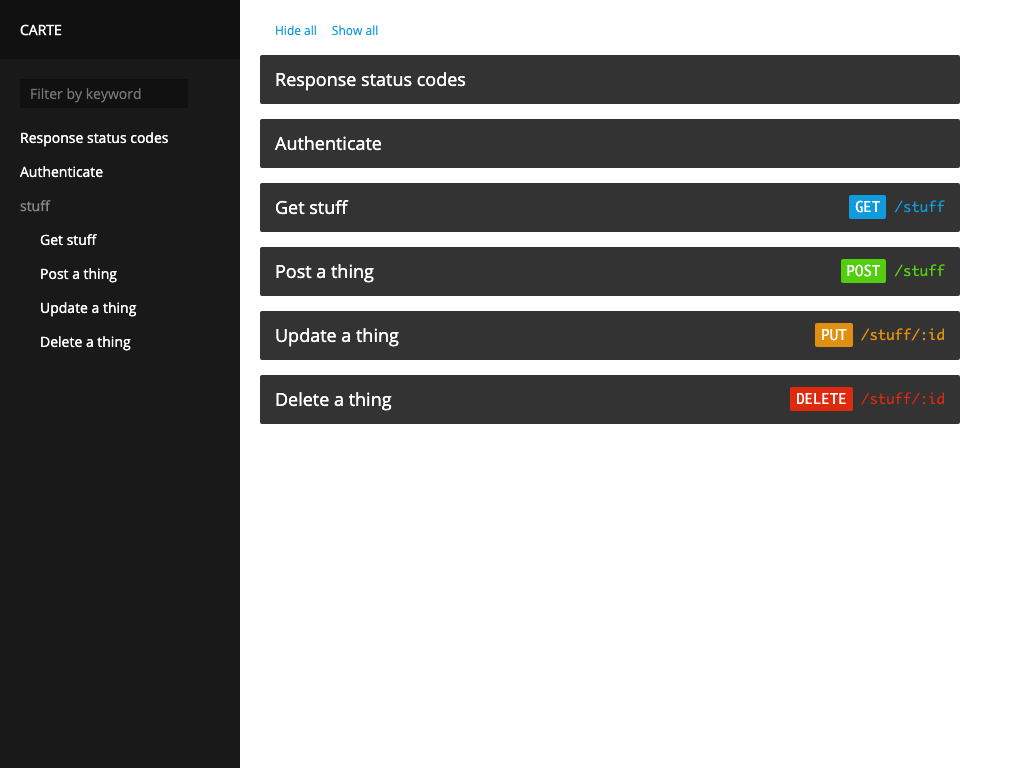 CARTE
Filter by keyword
Response status codes
Authenticate
stuff
Get stuff
Post a thing
Update a thing
Delete a thing
Hide all Show all
Response status codes
Authenticate
Get stuff GET /stuff
Post a thing POST /stuff
Update a thing PUT /stuff/:id
Delete a thing DELETE /stuff/:id